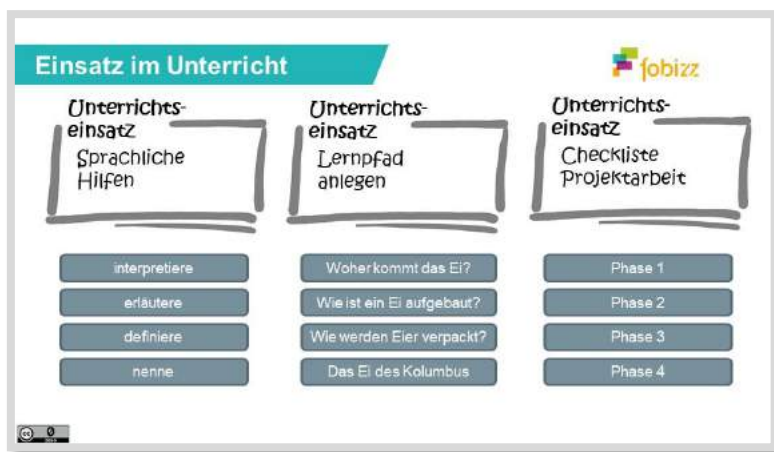 Einsatz im Unterricht
fobizz
Unterrichts-
einsatz
Sprachliche
Hilfen
interpretiere
erläutere
definiere
nenne
Unterrichts-
einsatz
Lernpfad
anlegen
Woher kommt das Ei?
Wie ist ein Ei aufgebaut?
Wie werden Eier verpackt?
Das Ei des Kolumbus
Unterrichts-
einsatz
Checkliste
Projektarbeit
Phase 1
Phase 2
Phase 3
Phase 4
cc
0